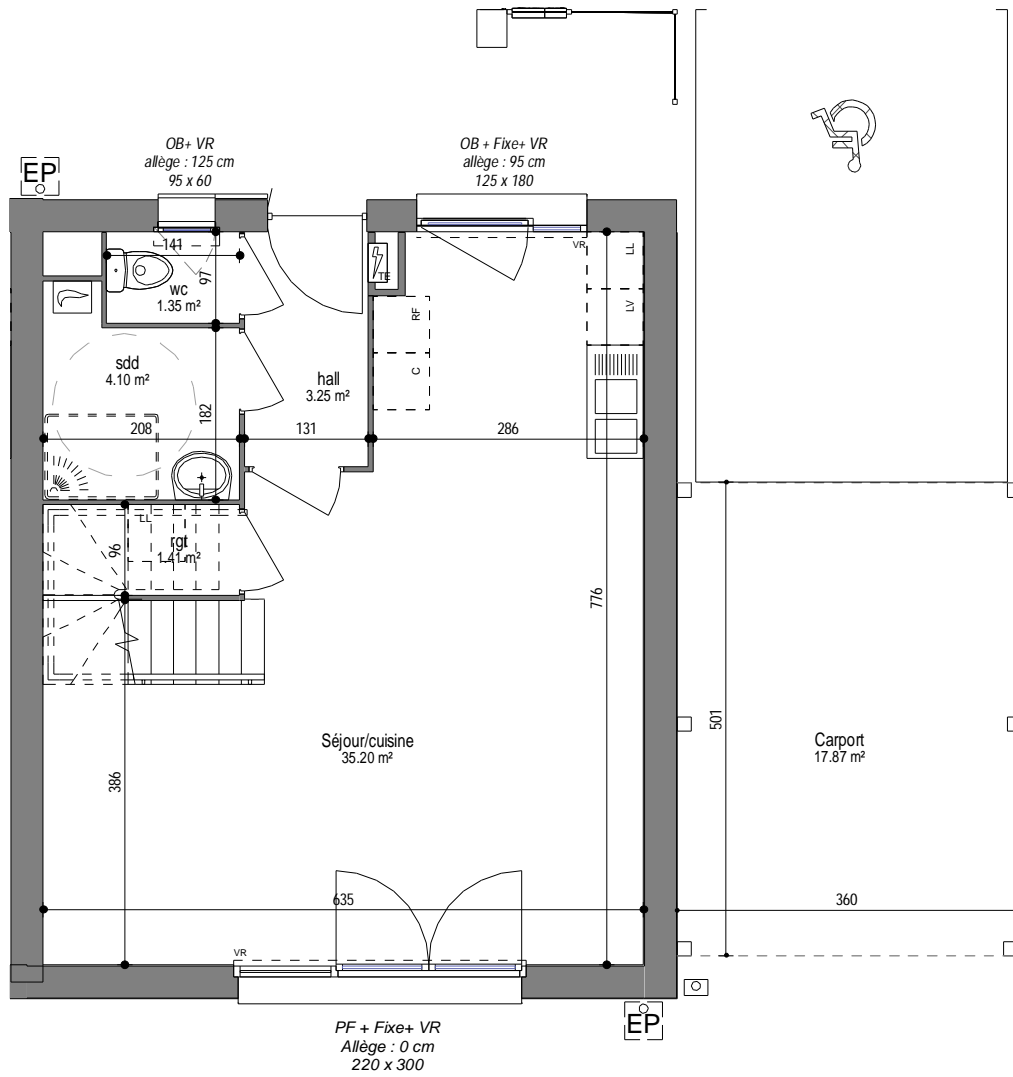 OB+ VR
allège : 125 cm
95 x 60
OB + Fixe+ VR
allège : 95 cm
125 x 180
EP
141
97
wc
1.35 m²
TE
VR
LL
LV
RF
C
sdd
4.10 m²
hall
3.25 m²
182
208
131
286
LL
rgt
1.41 m²
96
776
501
Séjour/cuisine
35.20 m²
Carport
17.87 m²
386
635
360
VR
EP
PF + Fixe+ VR
Allège : 0 cm
220 x 300